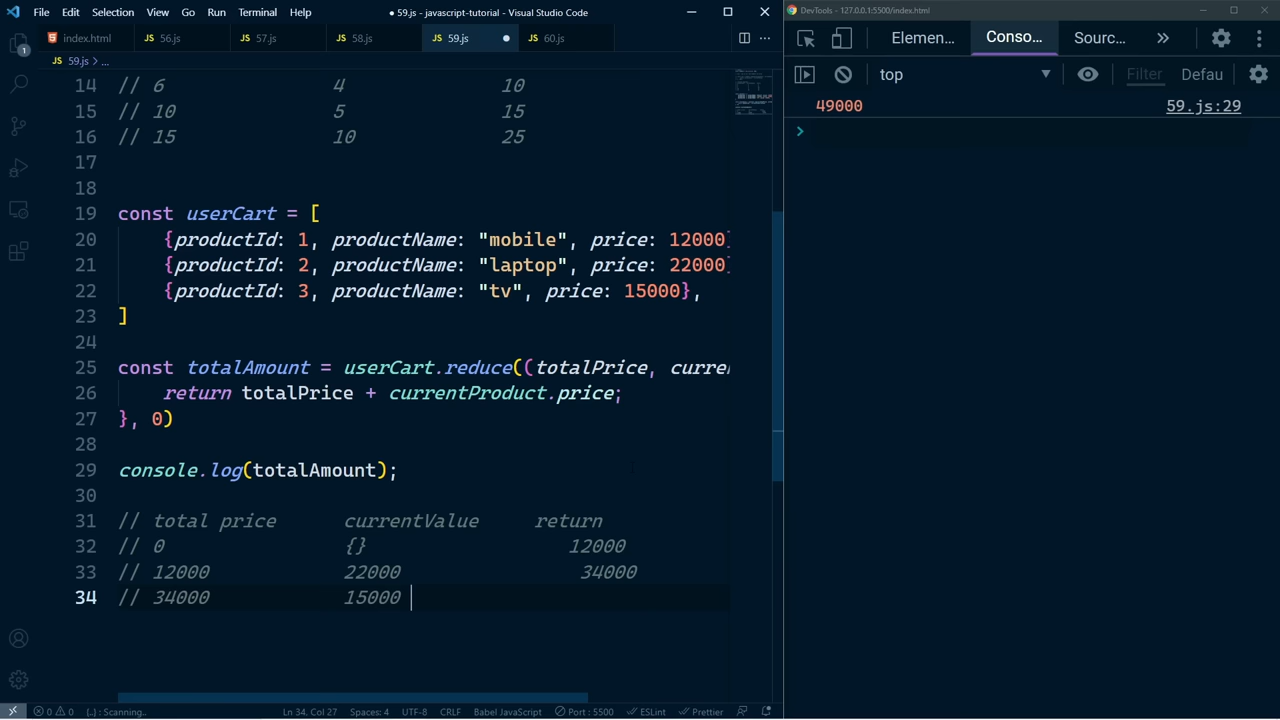 File Edit Selection View Go Run Terminal Help ● 59.js - javascript-tutorial - Visual Studio Code
DevTools - 127.0.0.1:5500/index.html
index.html JS 56.js JS 57.js JS 58.js JS 59.js ● JS 60.js ...
Elemen... Conso... Sourc...
JS 59.js > ...
top Filter Defau
49000 59.js:29
>
1
14 // 6 4 10
15 // 10 5 15
16 // 15 10 25
17
18
19 const userCart = [
20 {productId: 1, productName: "mobile", price: 12000}
21 {productId: 2, productName: "laptop", price: 22000}
22 {productId: 3, productName: "tv", price: 15000},
23 ]
24
25 const totalAmount = userCart.reduce((totalPrice, curre
26 return totalPrice + currentProduct.price;
27 }, 0)
28
29 console.log(totalAmount);
30
31 // total price currentValue return
32 // 0 {} 12000
33 // 12000 22000 34000
34 // 34000 15000
0 0 {..} : Scanning.. Ln 34, Col 27 Spaces: 4 UTF-8 CRLF Babel JavaScript Port : 5500 ESLint Prettier